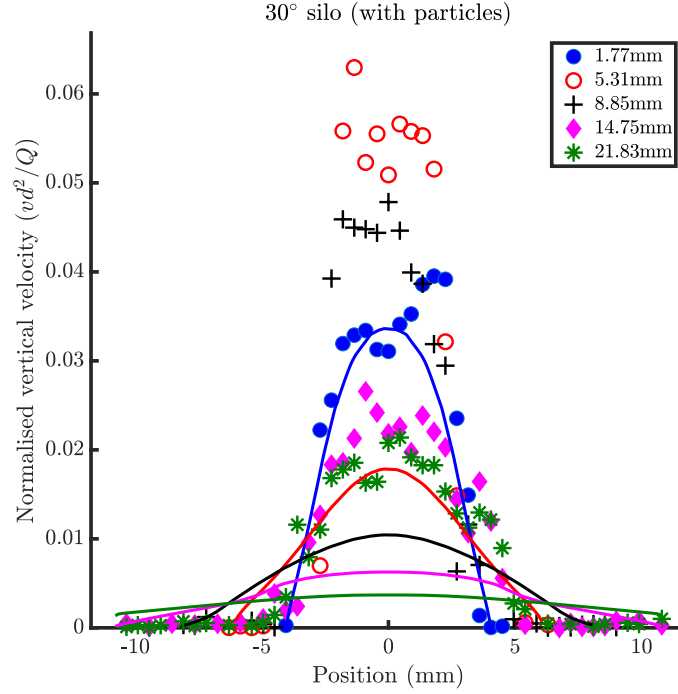 30° silo (with particles)
1.77mm
5.31mm
8.85mm
14.75mm
21.83mm
Normalised vertical velocity (vd²/Q)
0.06
0.05
0.04
0.03
0.02
0.01
0
-10
-5
0
5
10
Position (mm)